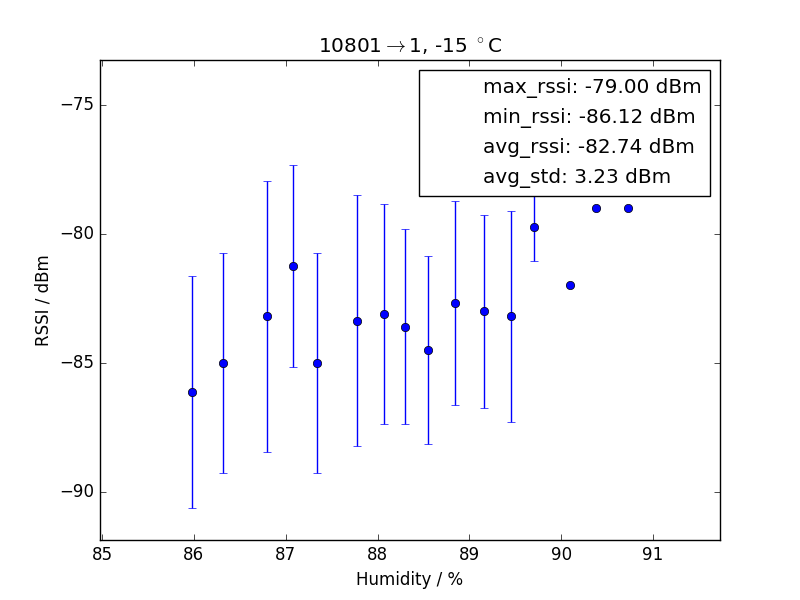 10801→1, -15 °C
max_rssi: -79.00 dBm
min_rssi: -86.12 dBm
avg_rssi: -82.74 dBm
avg_std: 3.23 dBm
−75
−80
−85
−90
RSSI / dBm
85 86 87 88 89 90 91
Humidity / %